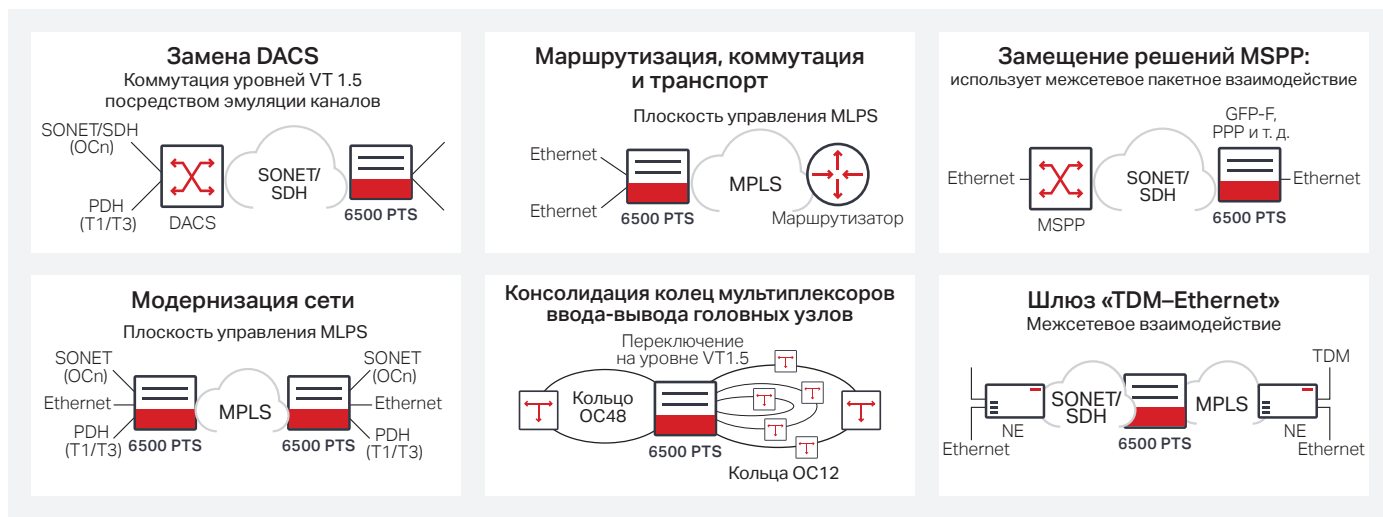 Замена DACS
Коммутация уровней VT 1.5
посредством эмуляции каналов
SONET/SDH
(OCn)
PDH
(T1/T3)
DACS
SONET/
SDH
6500 PTS
Маршрутизация, коммутация
и транспорт
Плоскость управления MLPS
Ethernet
Ethernet
6500 PTS
MPLS
Маршрутизатор
Замещение решений MSPP:
использует межсетевое пакетное взаимодействие
Ethernet
MSPP
SONET/
SDH
GFP-F,
PPP и т. д.
Ethernet
6500 PTS
Модернизация сети
Плоскость управления MLPS
SONET
(OCn)
Ethernet
PDH
(T1/T3)
6500 PTS
MPLS
6500 PTS
SONET
(OCn)
Ethernet
PDH
(T1/T3)
Консолидация колец мультиплексоров
ввода-вывода головных узлов
Переключение
на уровне VT1.5
Кольцо
OC48
6500 PTS
Кольца OC12
Шлюз «TDM–Ethernet»
Межсетевое взаимодействие
NE
Ethernet
SONET/
SDH
6500 PTS
MPLS
TDM
NE
Ethernet